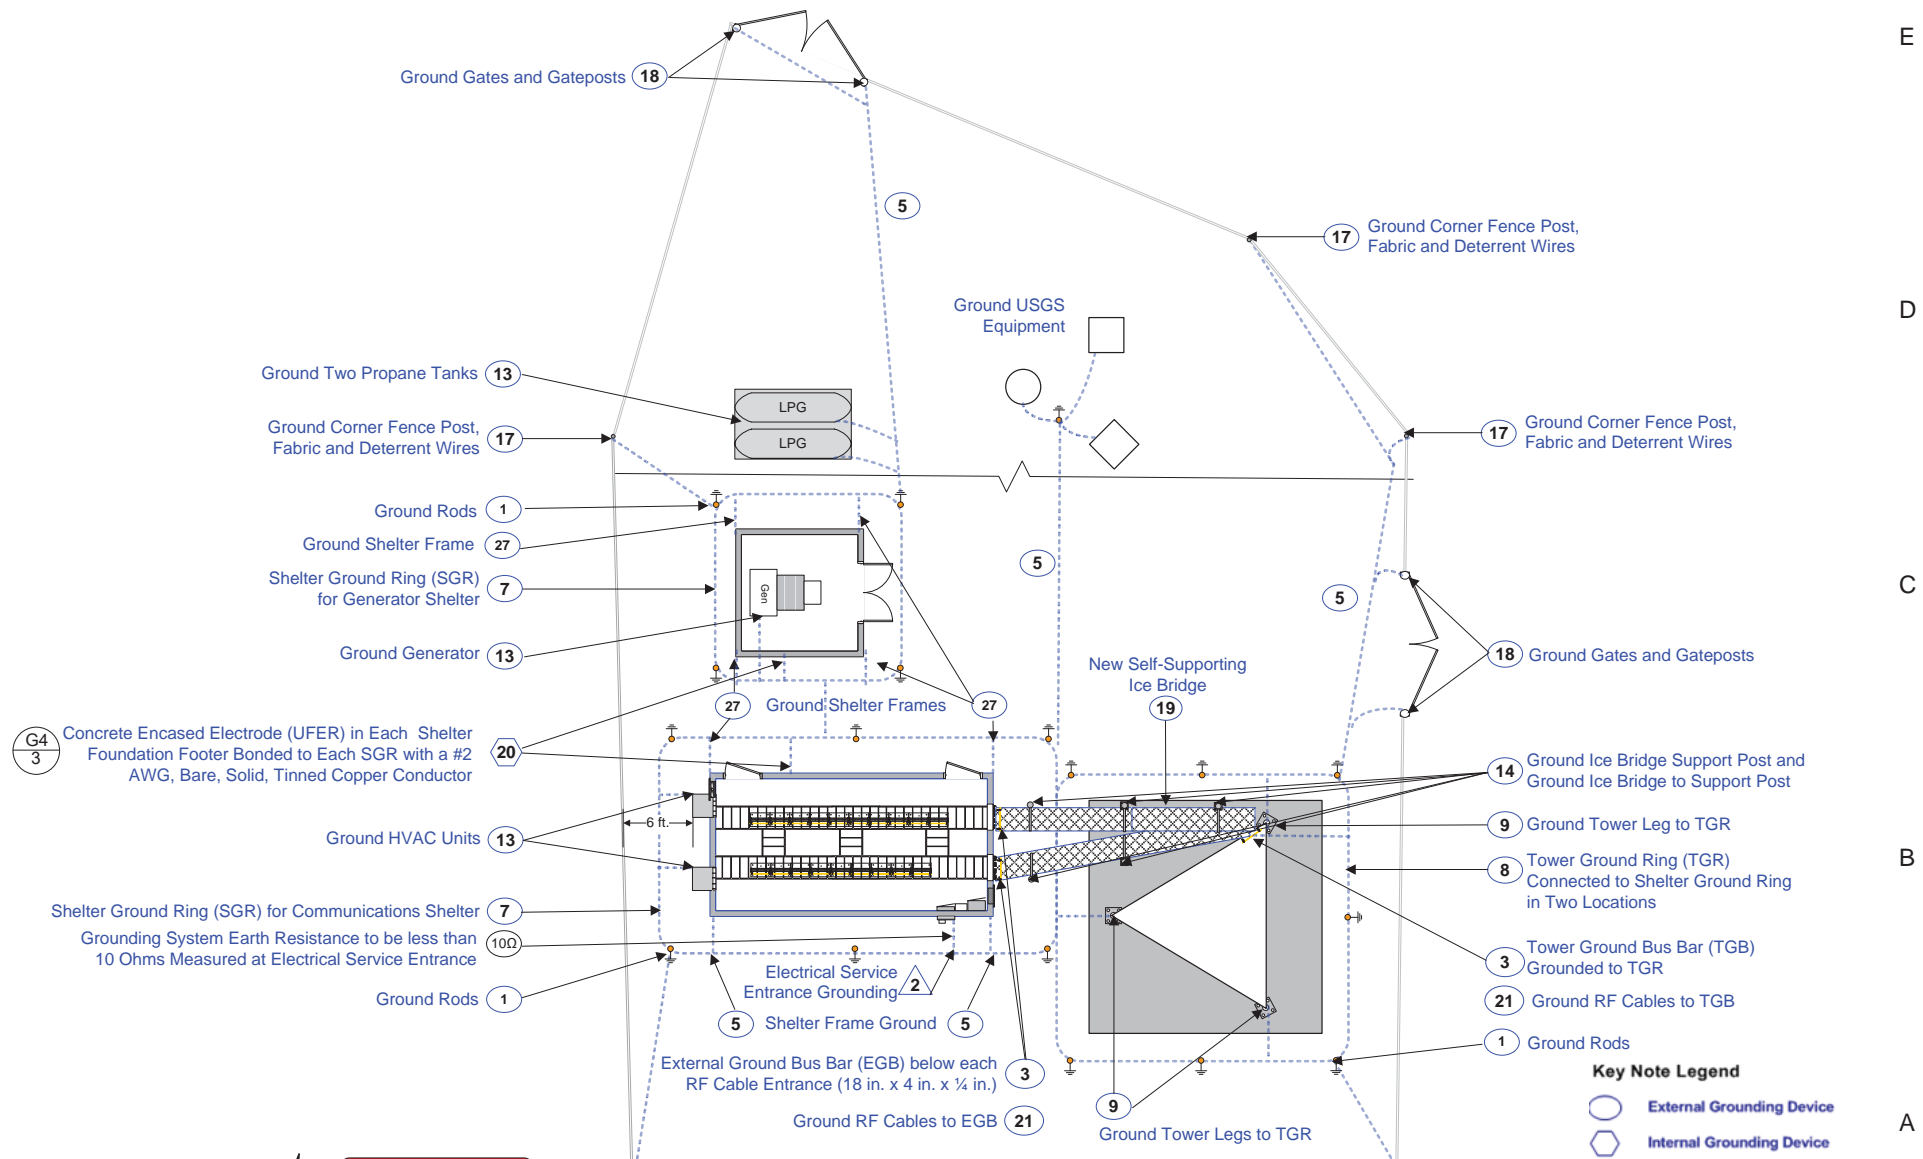 E
Ground Gates and Gateposts 18
5
17 Ground Corner Fence Post,
Fabric and Deterrent Wires
D
Ground USGS
Equipment
Ground Two Propane Tanks 13
LPG
LPG
Ground Corner Fence Post,
Fabric and Deterrent Wires 17
17 Ground Corner Fence Post,
Fabric and Deterrent Wires
Ground Rods 1
Ground Shelter Frame 27
Shelter Ground Ring (SGR)
for Generator Shelter 7
Gen
5
5
C
Ground Generator 13
18 Ground Gates and Gateposts
New Self-Supporting
Ice Bridge
19
27 Ground Shelter Frames 27
G4
3
Concrete Encased Electrode (UFER) in Each Shelter
Foundation Footer Bonded to Each SGR with a #2
AWG, Bare, Solid, Tinned Copper Conductor
20
14 Ground Ice Bridge Support Post and
Ground Ice Bridge to Support Post
6 ft.
Ground HVAC Units 13
9 Ground Tower Leg to TGR
B
8 Tower Ground Ring (TGR)
Connected to Shelter Ground Ring
in Two Locations
Shelter Ground Ring (SGR) for Communications Shelter 7
Grounding System Earth Resistance to be less than
10 Ohms Measured at Electrical Service Entrance
10Ω
3 Tower Ground Bus Bar (TGB)
Grounded to TGR
Electrical Service
Entrance Grounding 2
Ground Rods 1
21 Ground RF Cables to TGB
5 Shelter Frame Ground 5
1 Ground Rods
External Ground Bus Bar (EGB) below each
RF Cable Entrance (18 in. x 4 in. x ¼ in.)
3
Key Note Legend
9
External Grounding Device
Ground RF Cables to EGB 21
Ground Tower Legs to TGR
A
Internal Grounding Device